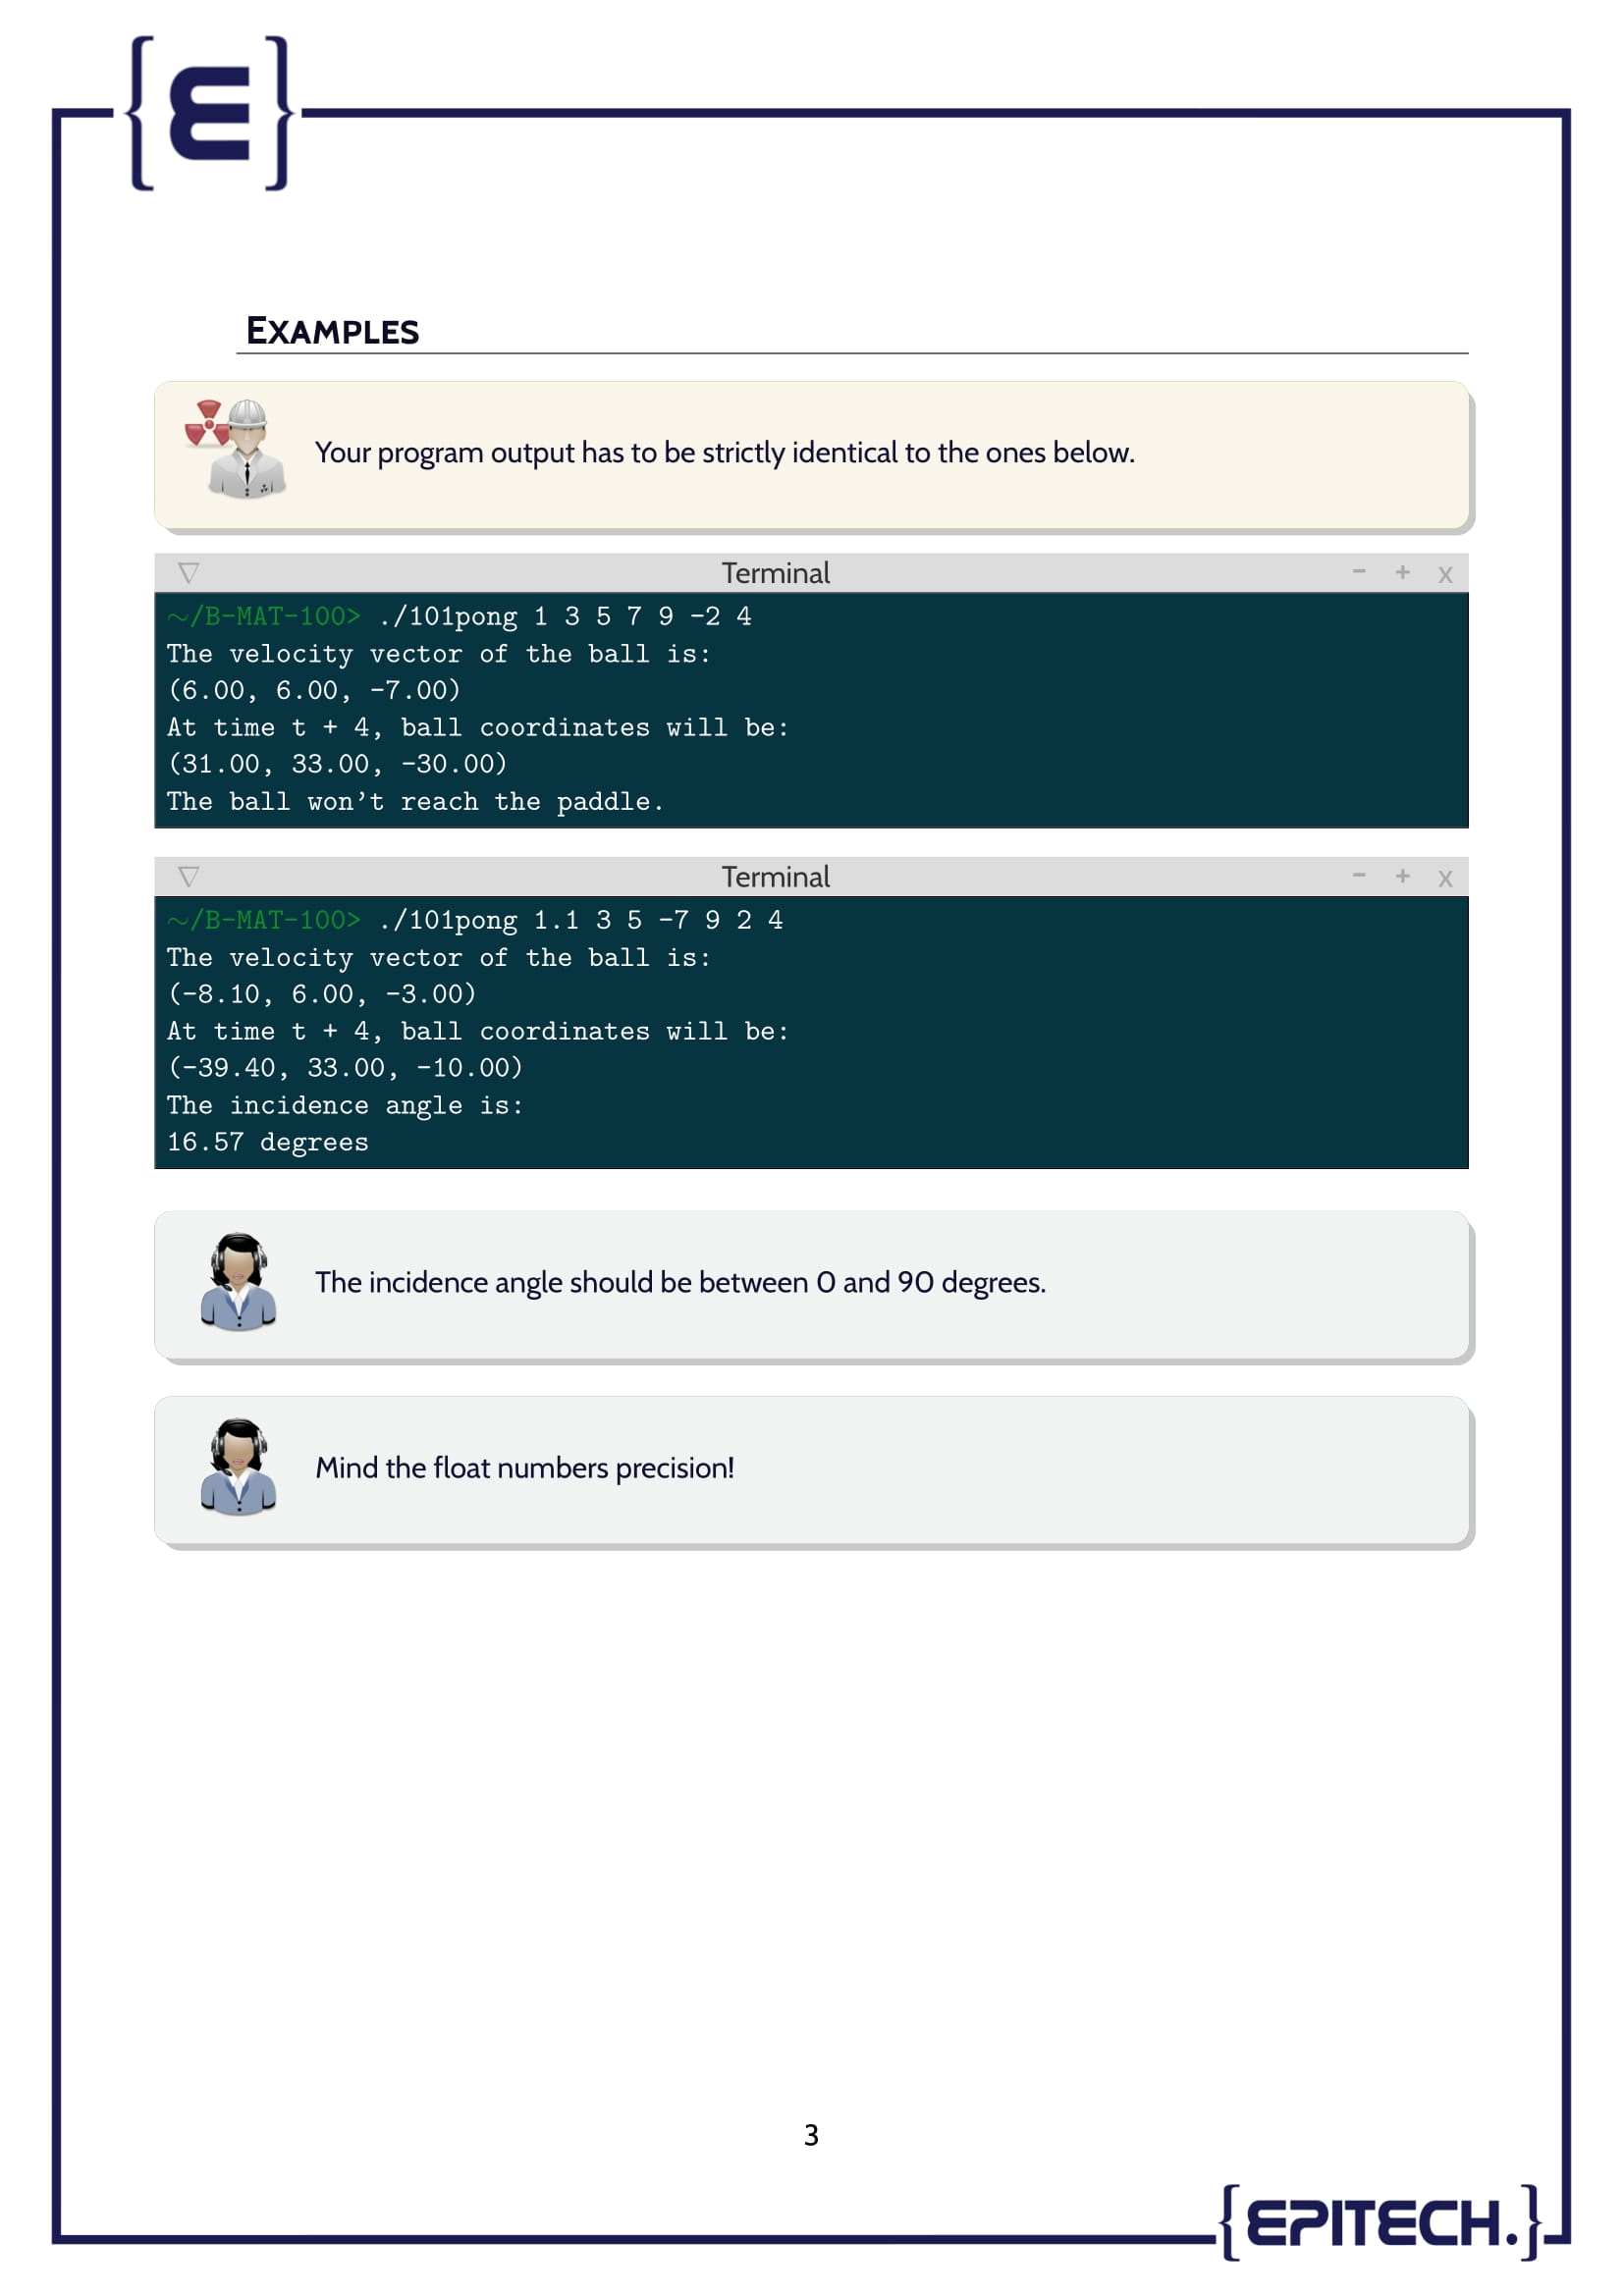 {E}
EXAMPLES
Your program output has to be strictly identical to the ones below.
▽ Terminal - + x
~/B-MAT-100> ./101pong 1 3 5 7 9 -2 4
The velocity vector of the ball is:
(6.00, 6.00, -7.00)
At time t + 4, ball coordinates will be:
(31.00, 33.00, -30.00)
The ball won’t reach the paddle.
▽ Terminal - + x
~/B-MAT-100> ./101pong 1.1 3 5 -7 9 2 4
The velocity vector of the ball is:
(-8.10, 6.00, -3.00)
At time t + 4, ball coordinates will be:
(-39.40, 33.00, -10.00)
The incidence angle is:
16.57 degrees
The incidence angle should be between 0 and 90 degrees.
Mind the float numbers precision!
3
{EPITECH.}